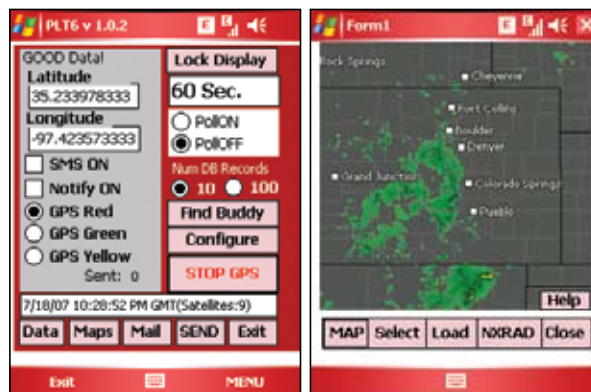 PLT6 v 1.0.2
E
GOOD Data!
Latitude
35.233978333
Longitude
-97.423573333
SMS ON
Notify ON
GPS Red
GPS Green
GPS Yellow
Sent: 0
Lock Display
60 Sec.
PollON
PollOFF
Num DB Records
10 100
Find Buddy
Configure
STOP GPS
7/18/07 10:28:52 PM GMT(Satellites:9)
Data Maps Mail SEND Exit
Exit MENU
Form1
E
Rock Springs
Cheyenne
Fort Collins
Boulder
Denver
Grand Junction
Colorado Springs
Pueblo
Help
MAP Select Load NXRAD Close